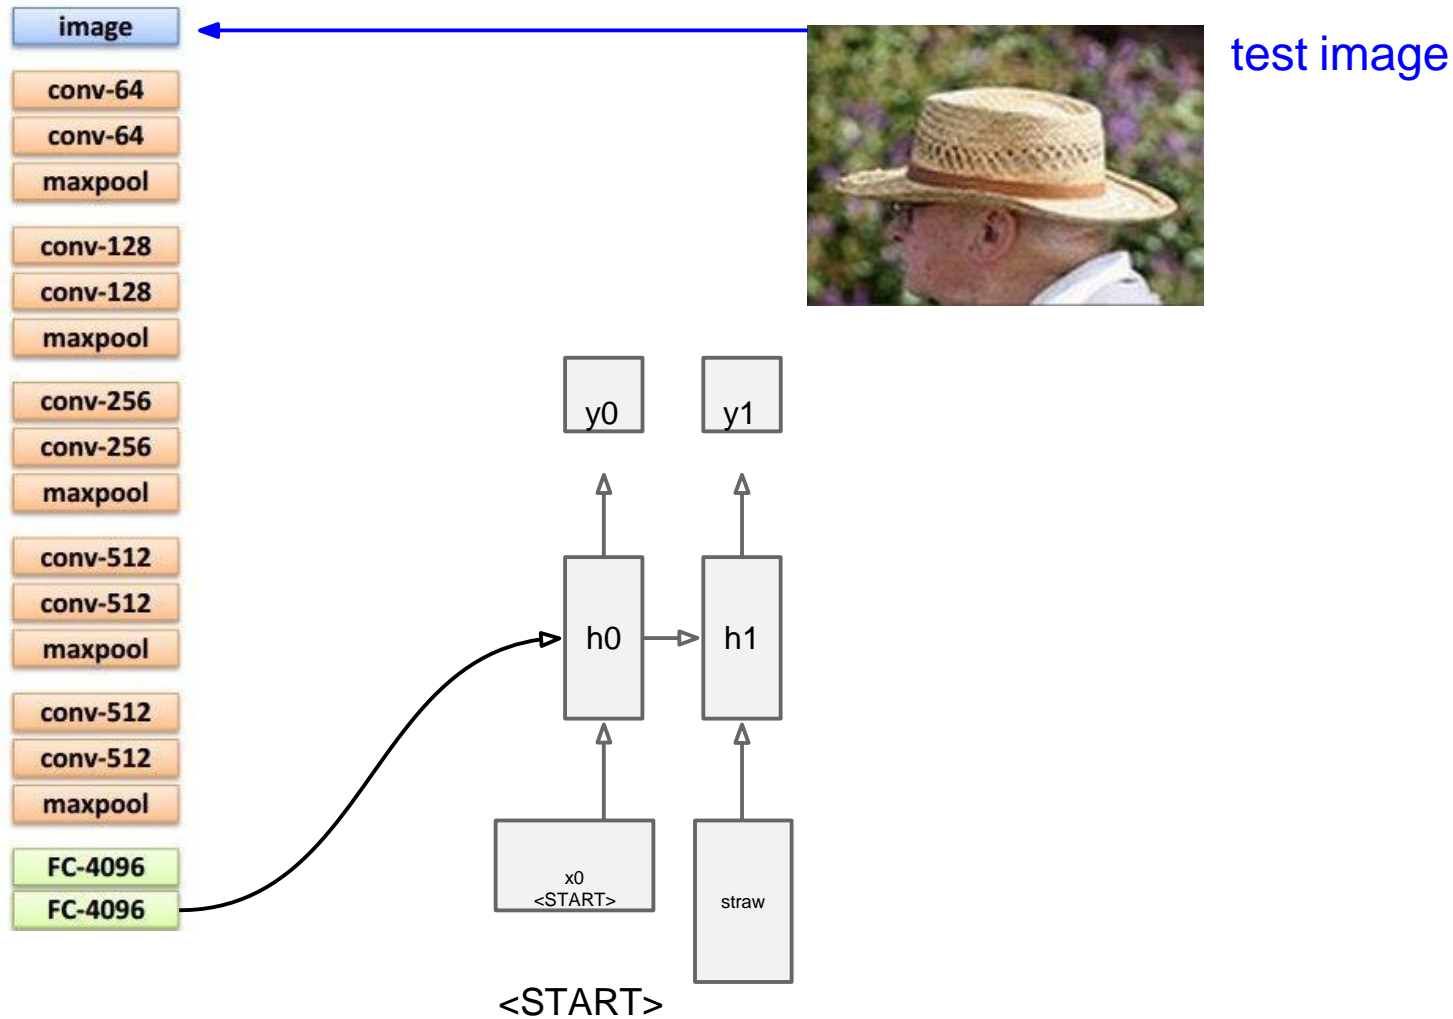 image
test image
conv-64
conv-64
maxpool
conv-128
conv-128
maxpool
conv-256
conv-256
maxpool
conv-512
conv-512
maxpool
conv-512
conv-512
maxpool
FC-4096
FC-4096
y0
y1
h0
h1
x0
<START>
straw
<START>